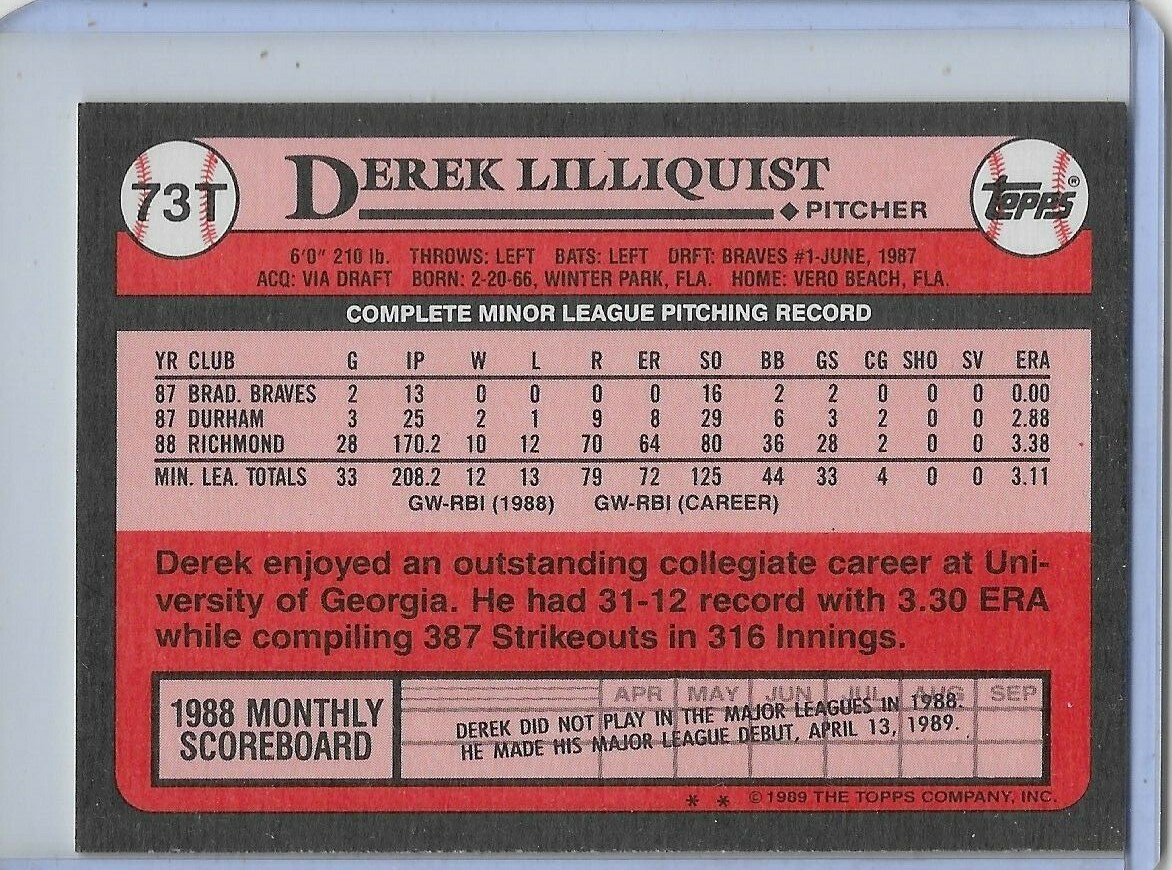 73T
DEREK LILLIQUIST
◆ PITCHER
TOPPS®
6'0" 210 lb. THROWS: LEFT BATS: LEFT DRFT: BRAVES #1-JUNE, 1987
ACQ: VIA DRAFT BORN: 2-20-66, WINTER PARK, FLA. HOME: VERO BEACH, FLA.
COMPLETE MINOR LEAGUE PITCHING RECORD
YR CLUB G IP W L R ER SO BB GS CG SHO SV ERA
87 BRAD. BRAVES 2 13 0 0 0 0 16 2 2 0 0 0 0.00
87 DURHAM 3 25 2 1 9 8 29 6 3 2 0 0 2.88
88 RICHMOND 28 170.2 10 12 70 64 80 36 28 2 0 0 3.38
MIN. LEA. TOTALS 33 208.2 12 13 79 72 125 44 33 4 0 0 3.11
GW-RBI (1988) GW-RBI (CAREER)
Derek enjoyed an outstanding collegiate career at Uni-
versity of Georgia. He had 31-12 record with 3.30 ERA
while compiling 387 Strikeouts in 316 Innings.
1988 MONTHLY
SCOREBOARD
APR MAY JUN JUL AUG SEP
DEREK DID NOT PLAY IN THE MAJOR LEAGUES IN 1988.
HE MADE HIS MAJOR LEAGUE DEBUT, APRIL 13, 1989.
* * © 1989 THE TOPPS COMPANY, INC.